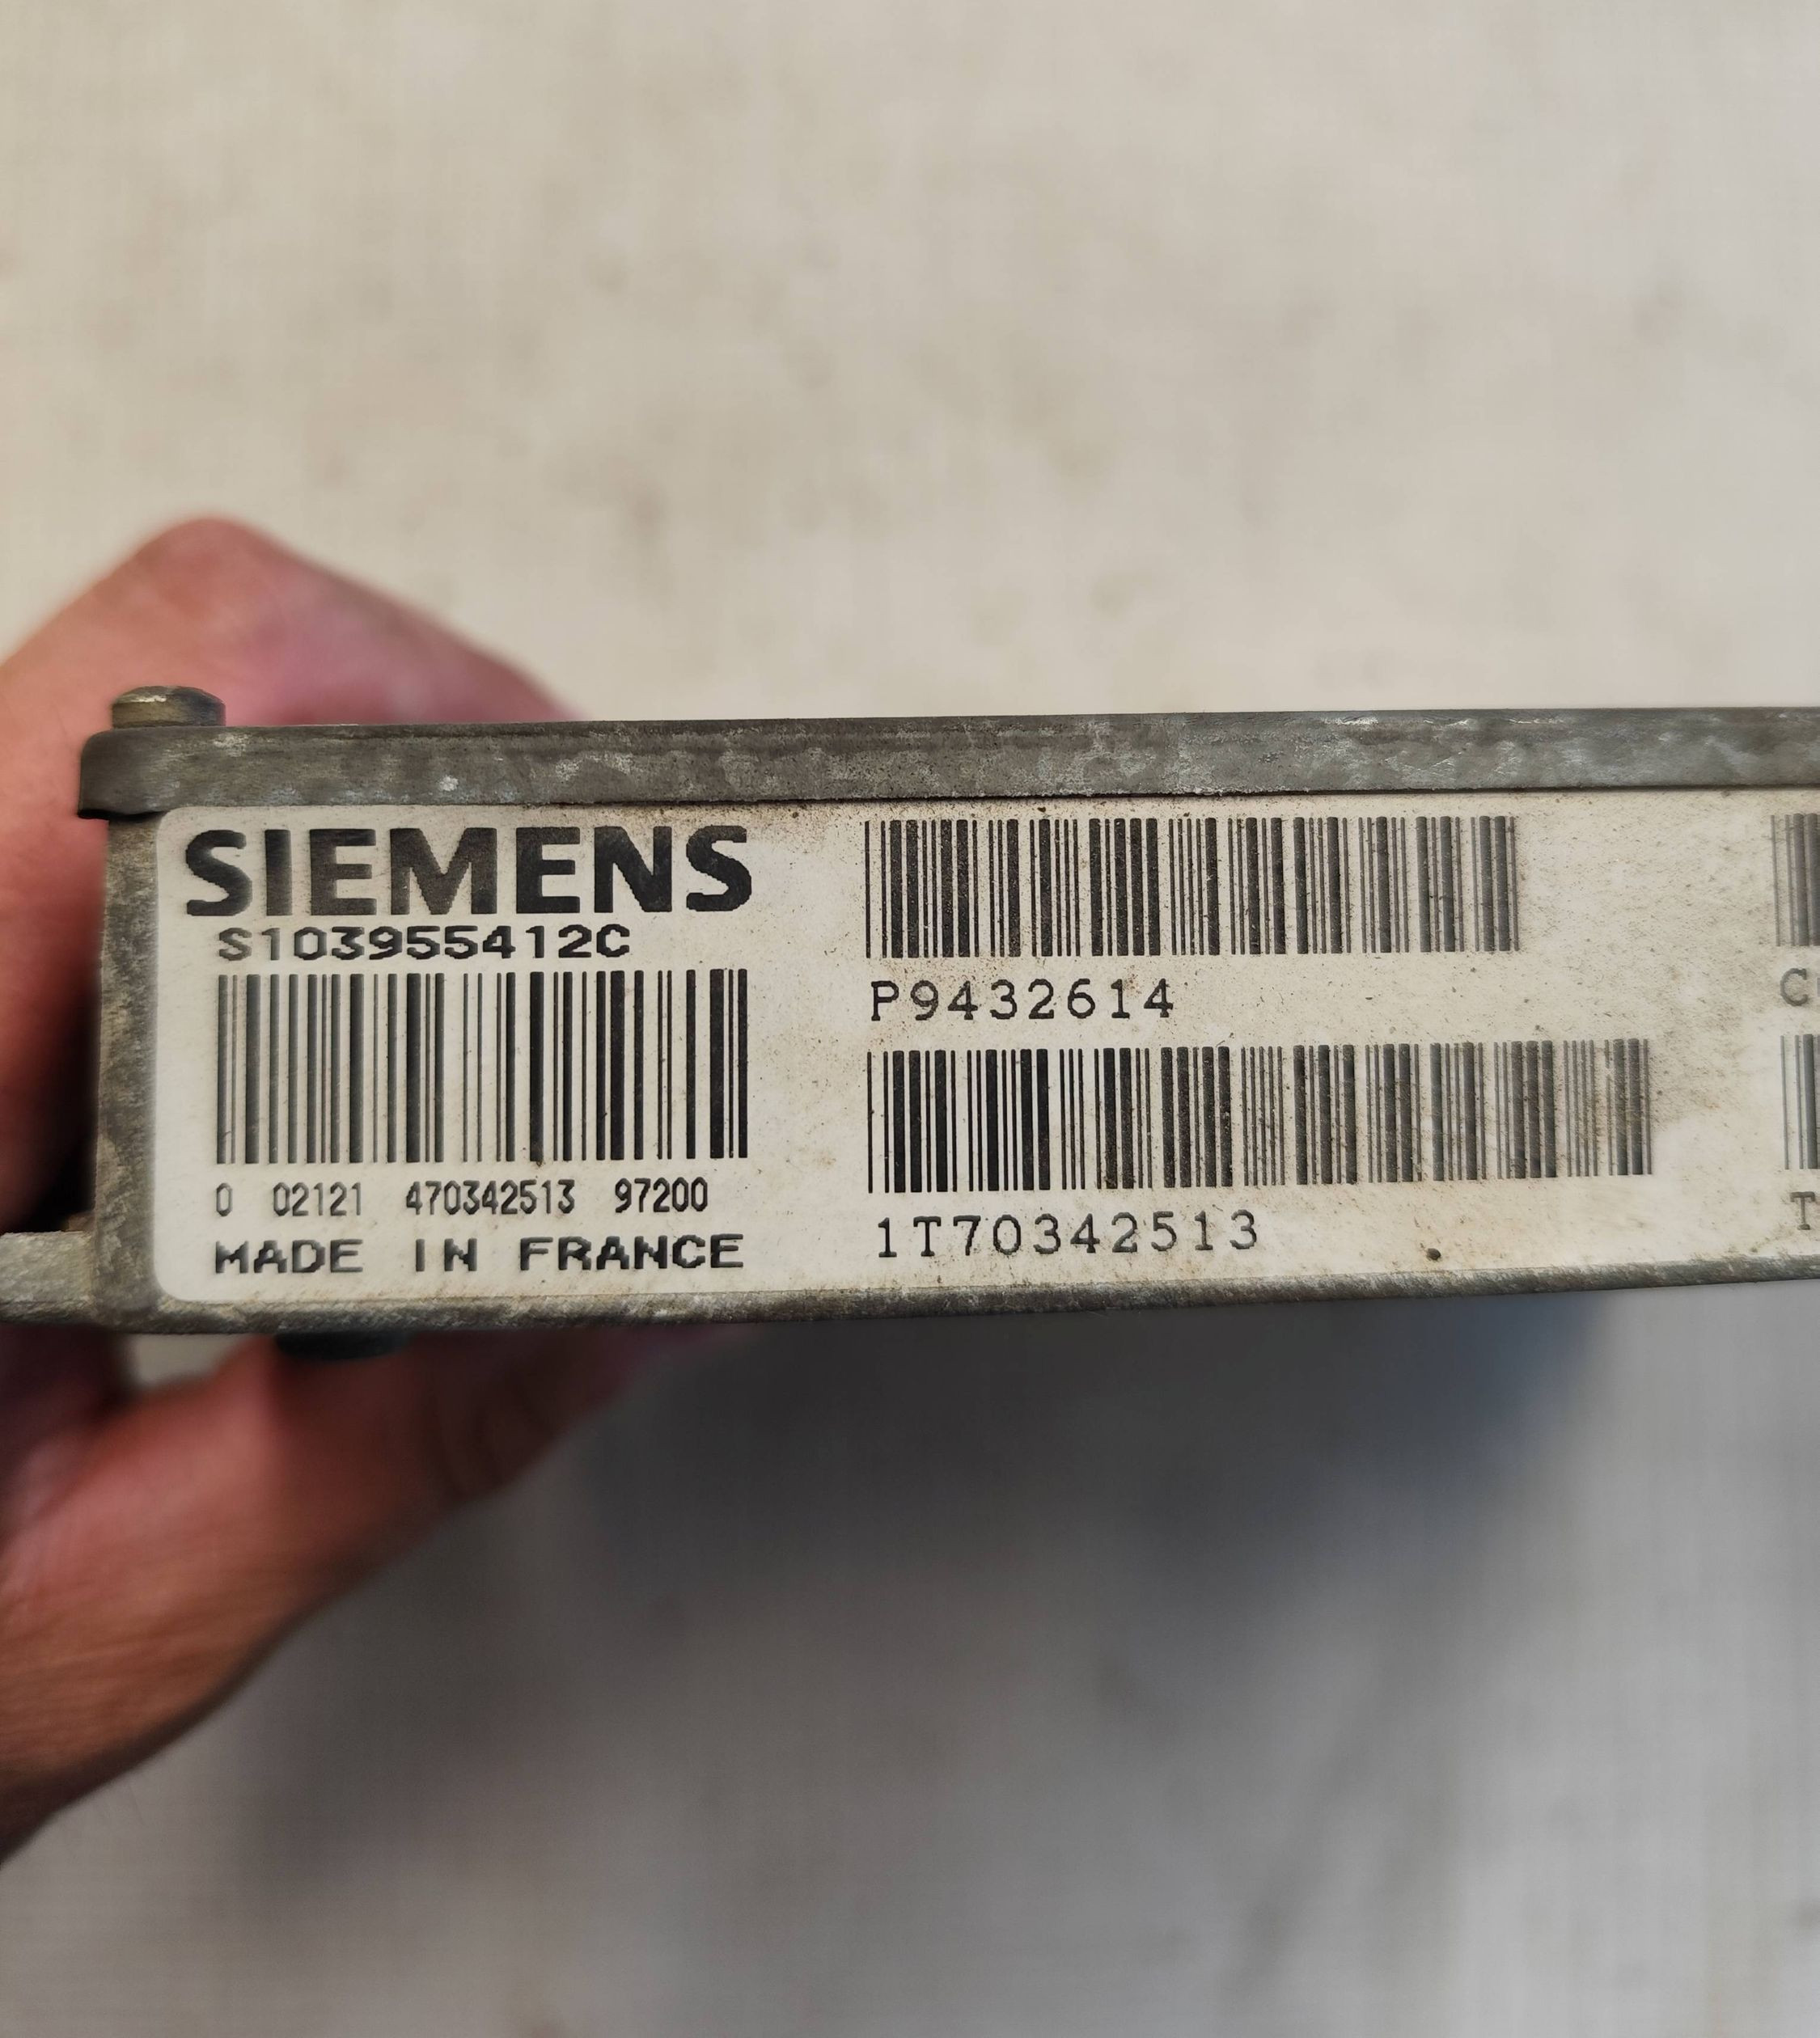 SIEMENS
S103955412C
0 02121 470342513 97200
MADE IN FRANCE
P9432614
1T70342513
C
T